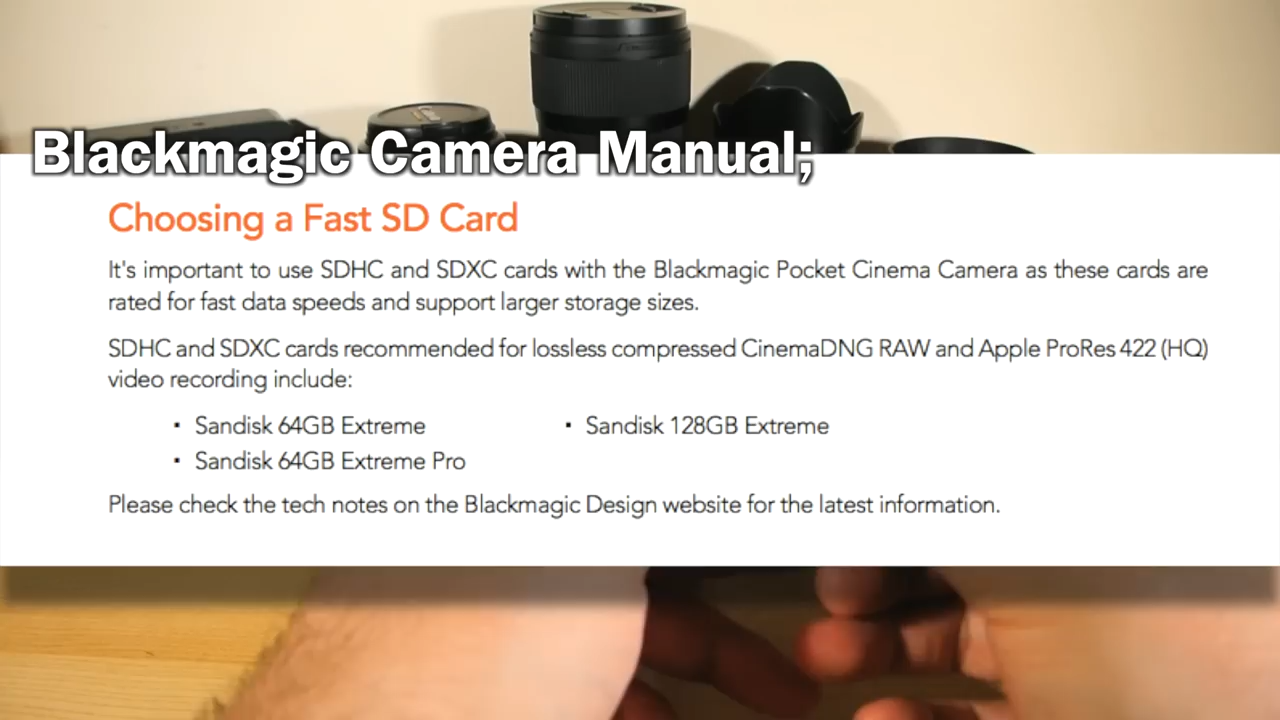 Blackmagic Camera Manual;
Choosing a Fast SD Card
It's important to use SDHC and SDXC cards with the Blackmagic Pocket Cinema Camera as these cards are
rated for fast data speeds and support larger storage sizes.
SDHC and SDXC cards recommended for lossless compressed CinemaDNG RAW and Apple ProRes 422 (HQ)
video recording include:
▪ Sandisk 64GB Extreme ▪ Sandisk 128GB Extreme
▪ Sandisk 64GB Extreme Pro
Please check the tech notes on the Blackmagic Design website for the latest information.